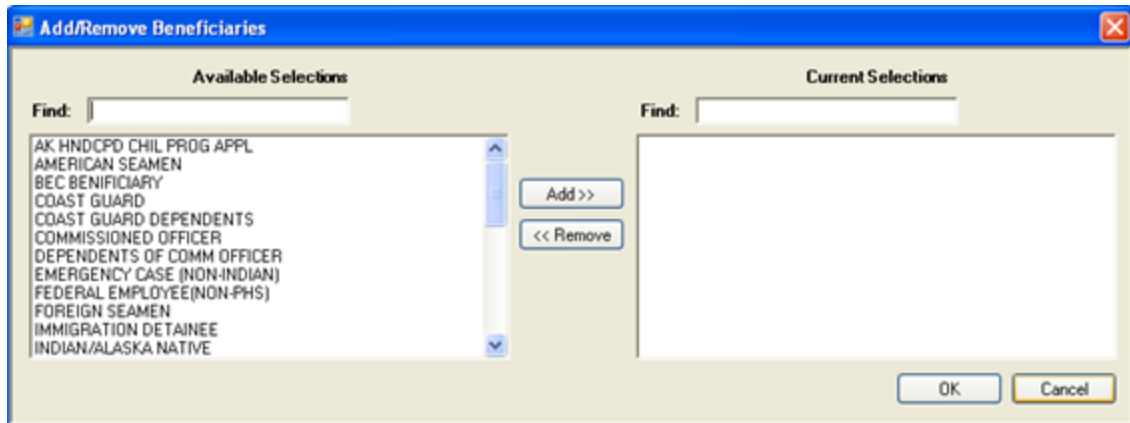 Add/Remove Beneficiaries
Available Selections
Find:
AK HNDCPD CHIL PROG APPL
AMERICAN SEAMEN
BEC BENIFICIARY
COAST GUARD
COAST GUARD DEPENDENTS
COMMISSIONED OFFICER
DEPENDENTS OF COMM OFFICER
EMERGENCY CASE (NON-INDIAN)
FEDERAL EMPLOYEE(NON-PHS)
FOREIGN SEAMEN
IMMIGRATION DETAINEE
INDIAN/ALASKA NATIVE
Add >>
<< Remove
Current Selections
Find:
OK
Cancel